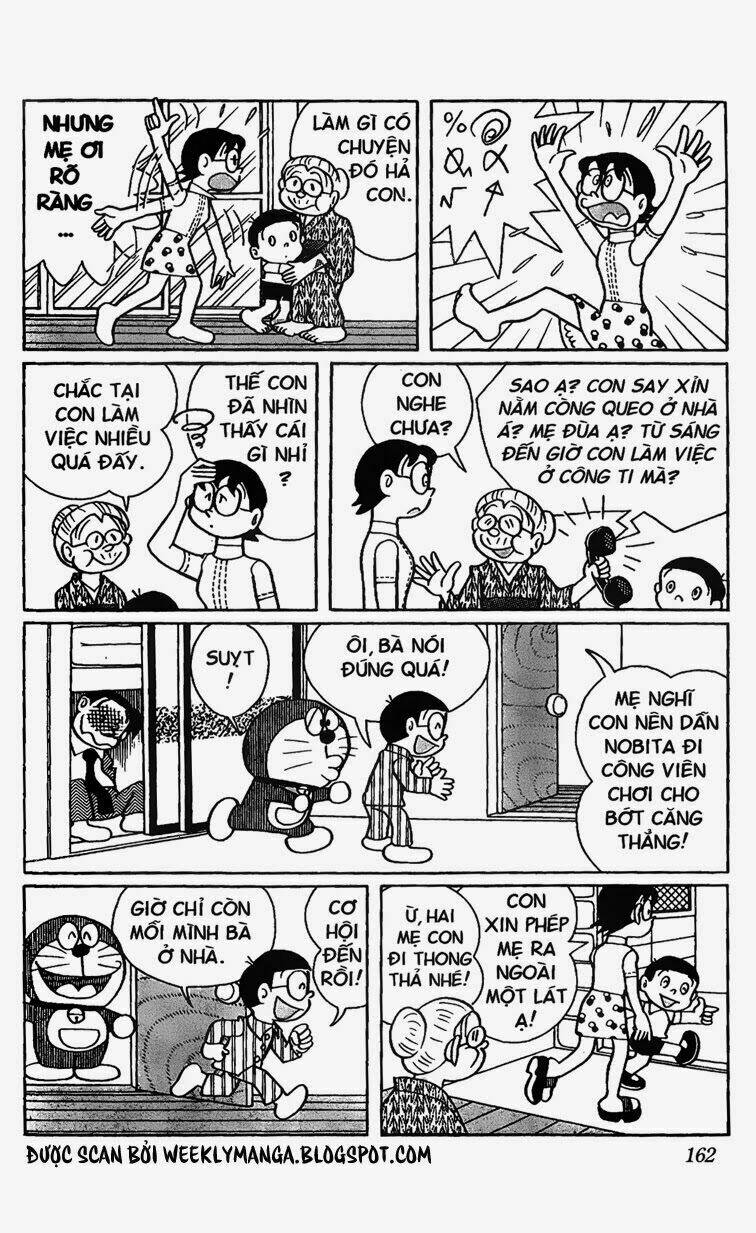 LÀM GÌ CÓ
CHUYỆN
ĐÓ HẢ
CON.
NHƯNG
MẸ ƠI
RÕ
RÀNG
...
SAO Ạ? CON SAY XỈN
NẰM CÒNG QUEO Ở NHÀ
Á? MẸ ĐÙA Ạ? TỪ SÁNG
ĐẾN GIỜ CON LÀM VIỆC
Ở CÔNG TI MÀ?
CON
NGHE
CHƯA?
THẾ CON
ĐÃ NHÌN
THẤY CÁI
GÌ NHỈ
?
CHẮC TẠI
CON LÀM
VIỆC NHIỀU
QUÁ ĐẤY.
MẸ NGHĨ
CON NÊN DẪN
NOBITA ĐI
CÔNG VIÊN
CHƠI CHO
BỚT CĂNG
THẲNG!
ÔI, BÀ NÓI
ĐÚNG QUÁ!
SUỴT
!
CON
XIN PHÉP
MẸ RA
NGOÀI
MỘT LÁT
Ạ!
Ừ, HAI
MẸ CON
ĐI THONG
THẢ NHÉ!
CƠ
HỘI
ĐẾN
RỒI!
GIỜ CHỈ CÒN
MỖI MÌNH BÀ
Ở NHÀ.
ĐƯỢC SCAN BỞI WEEKLYMANGA.BLOGSPOT.COM
162